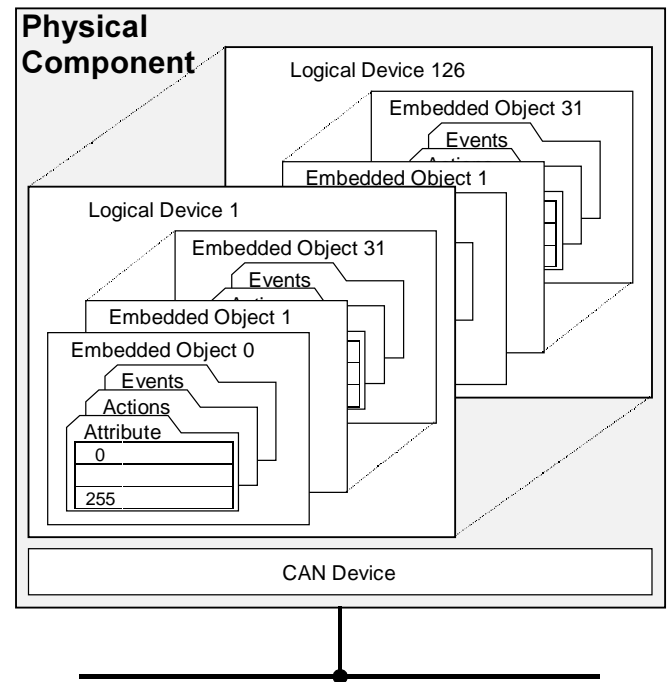 Physical
Component
Logical Device 126
Embedded Object 31
Events
Embedded Object 1
Logical Device 1
Embedded Object 31
Events
Embedded Object 1
Embedded Object 0
Events
Actions
Attribute
0
255
CAN Device